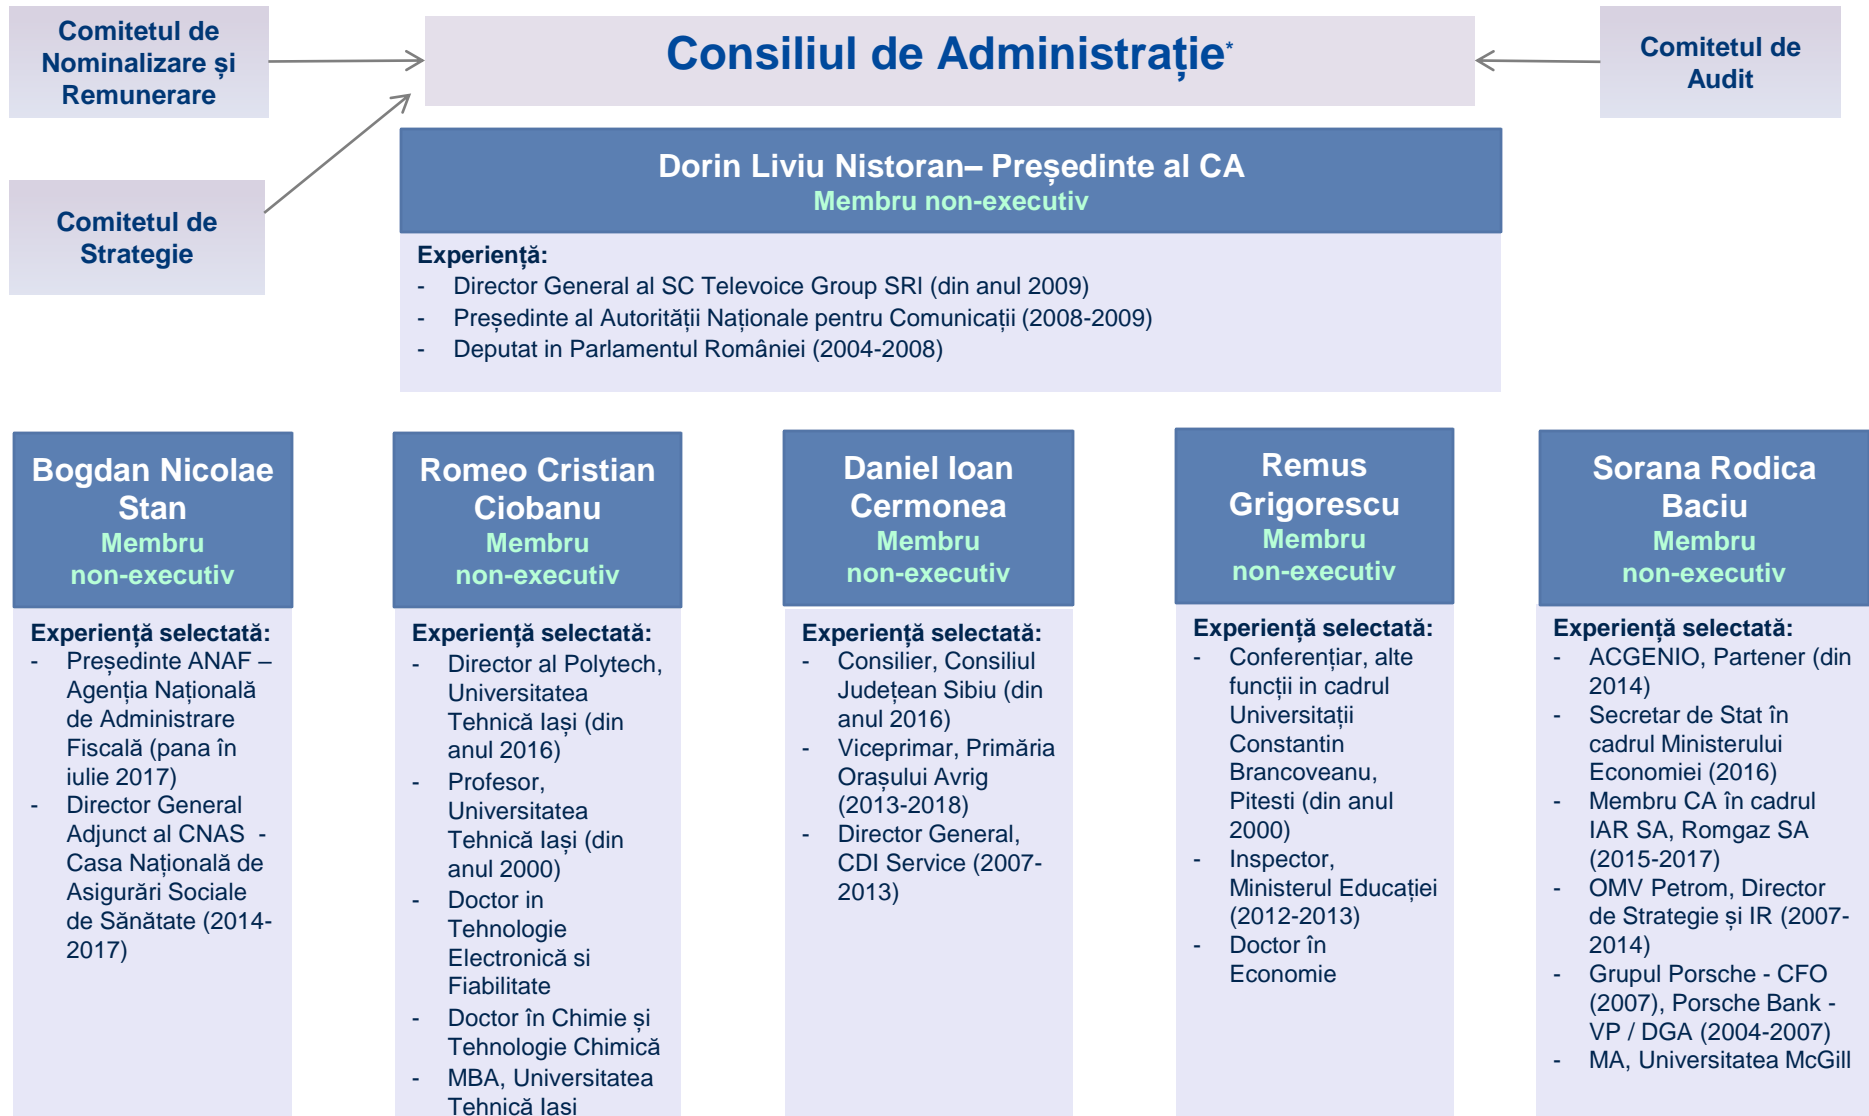 Comitetul de
Nominalizare și
Remunerare
Consiliul de Administrație*
Comitetul de
Audit
Comitetul de
Strategie
Dorin Liviu Nistoran– Președinte al CA
Membru non-executiv
Experiență:
- Director General al SC Televoice Group SRl (din anul 2009)
- Președinte al Autorității Naționale pentru Comunicații (2008-2009)
- Deputat in Parlamentul României (2004-2008)
Bogdan Nicolae
Stan
Membru
non-executiv
Experiență selectată:
- Președinte ANAF –
Agenția Națională
de Administrare
Fiscală (pana în
iulie 2017)
- Director General
Adjunct al CNAS -
Casa Națională de
Asigurări Sociale
de Sănătate (2014-
2017)
Romeo Cristian
Ciobanu
Membru
non-executiv
Experiență selectată:
- Director al Polytech,
Universitatea
Tehnică Iași (din
anul 2016)
- Profesor,
Universitatea
Tehnică Iași (din
anul 2000)
- Doctor in
Tehnologie
Electronică si
Fiabilitate
- Doctor în Chimie și
Tehnologie Chimică
- MBA, Universitatea
Tehnică Iași
Daniel Ioan
Cermonea
Membru
non-executiv
Experiență selectată:
- Consilier, Consiliul
Județean Sibiu (din
anul 2016)
- Viceprimar, Primăria
Orașului Avrig
(2013-2018)
- Director General,
CDI Service (2007-
2013)
Remus
Grigorescu
Membru
non-executiv
Experiență selectată:
- Conferențiar, alte
funcții in cadrul
Universitații
Constantin
Brancoveanu,
Pitesti (din anul
2000)
- Inspector,
Ministerul Educației
(2012-2013)
- Doctor în
Economie
Sorana Rodica
Baciu
Membru
non-executiv
Experiență selectată:
- ACGENIO, Partener (din
2014)
- Secretar de Stat în
cadrul Ministerului
Economiei (2016)
- Membru CA în cadrul
IAR SA, Romgaz SA
(2015-2017)
- OMV Petrom, Director
de Strategie și IR (2007-
2014)
- Grupul Porsche - CFO
(2007), Porsche Bank -
VP / DGA (2004-2007)
- MA, Universitatea McGill